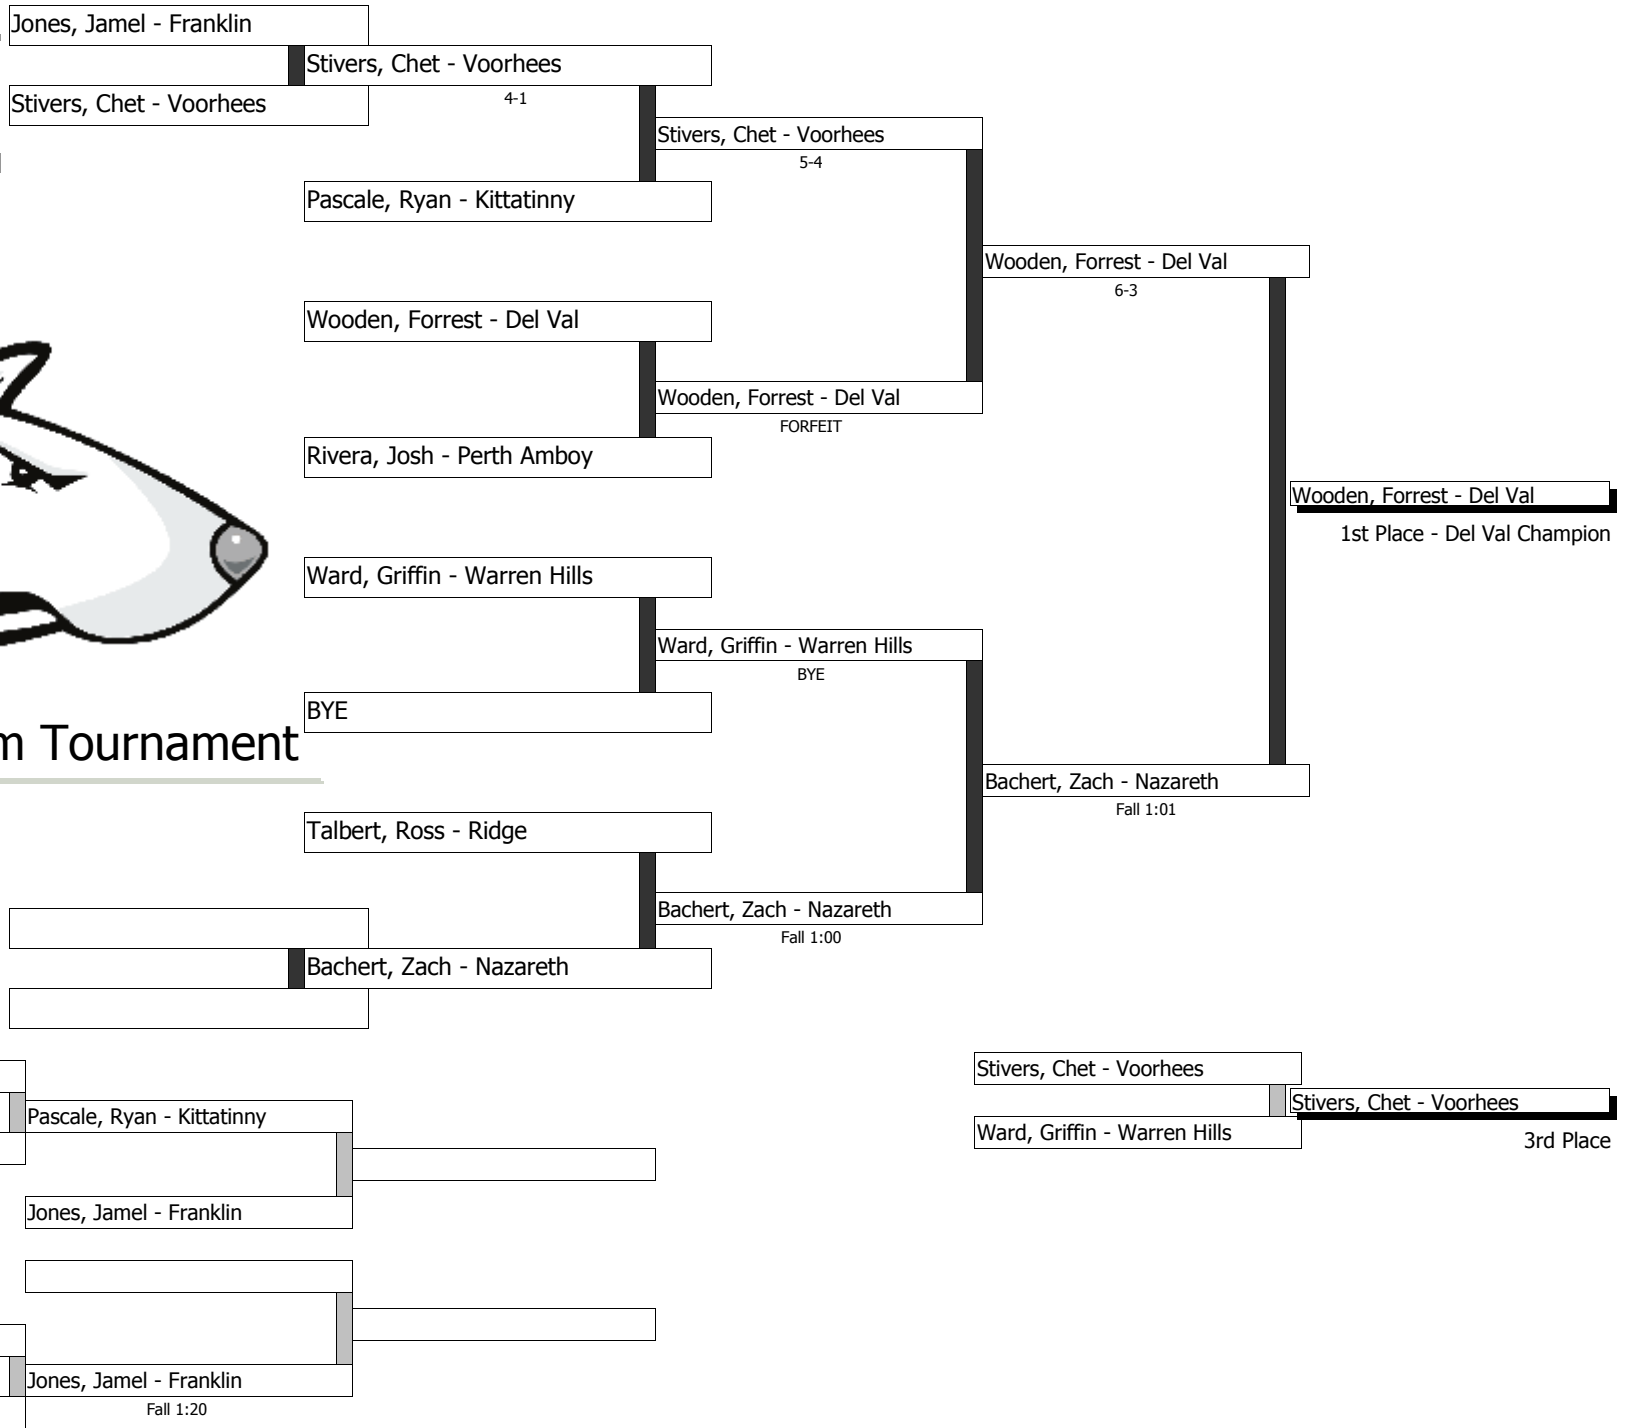 Jones, Jamel - Franklin
Stivers, Chet - Voorhees
4-1
Stivers, Chet - Voorhees
Stivers, Chet - Voorhees
5-4
Pascale, Ryan - Kittatinny
Wooden, Forrest - Del Val
6-3
Wooden, Forrest - Del Val
Wooden, Forrest - Del Val
FORFEIT
Rivera, Josh - Perth Amboy
Wooden, Forrest - Del Val
1st Place - Del Val Champion
Ward, Griffin - Warren Hills
Ward, Griffin - Warren Hills
BYE
BYE
m Tournament
Bachert, Zach - Nazareth
Fall 1:01
Talbert, Ross - Ridge
Bachert, Zach - Nazareth
Fall 1:00
Bachert, Zach - Nazareth
Stivers, Chet - Voorhees
Stivers, Chet - Voorhees
Ward, Griffin - Warren Hills
3rd Place
Pascale, Ryan - Kittatinny
Jones, Jamel - Franklin
Jones, Jamel - Franklin
Fall 1:20